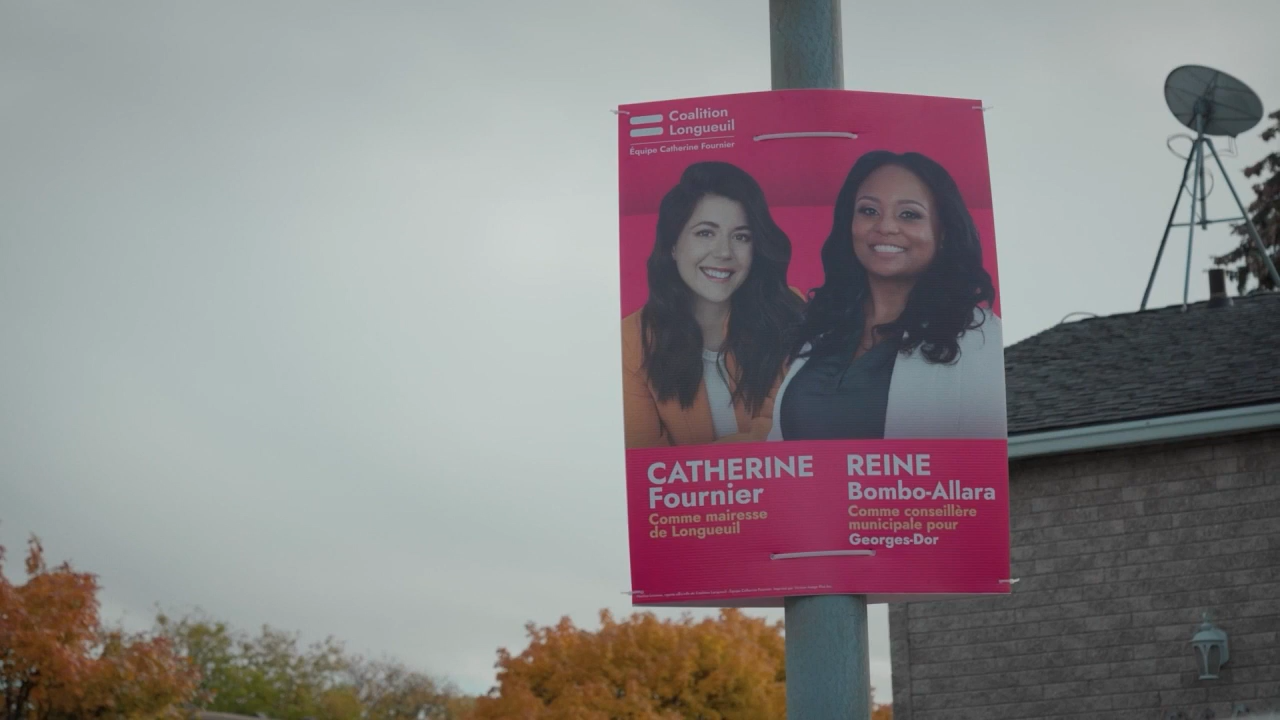 Coalition
Longueuil
Équipe Catherine Fournier
CATHERINE
Fournier
Comme mairesse
de Longueuil
REINE
Bombo-Allara
Comme conseillère
municipale pour
Georges-Dor